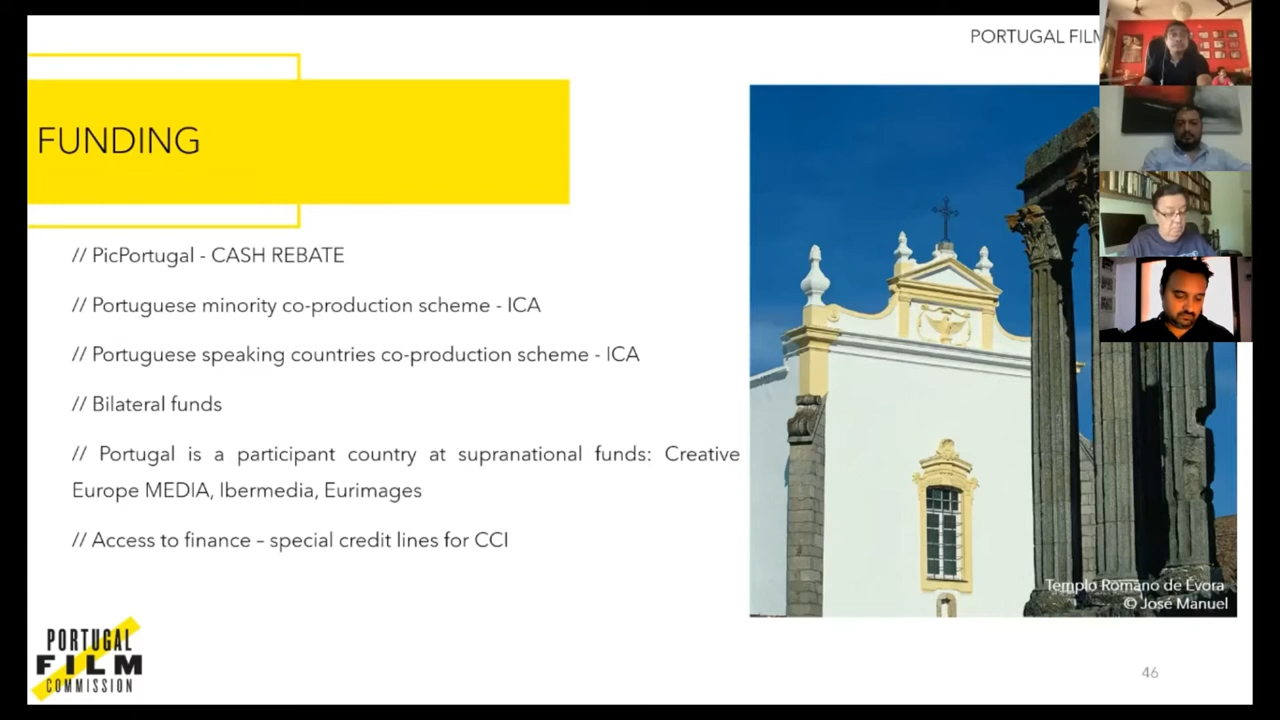 PORTUGAL FILM
FUNDING
// PicPortugal - CASH REBATE
// Portuguese minority co-production scheme - ICA
// Portuguese speaking countries co-production scheme - ICA
// Bilateral funds
// Portugal is a participant country at supranational funds: Creative
Europe MEDIA, Ibermedia, Eurimages
// Access to finance – special credit lines for CCI
Templo Romano de Évora
© José Manuel
PORTUGAL
FILM
COMMISSION
46